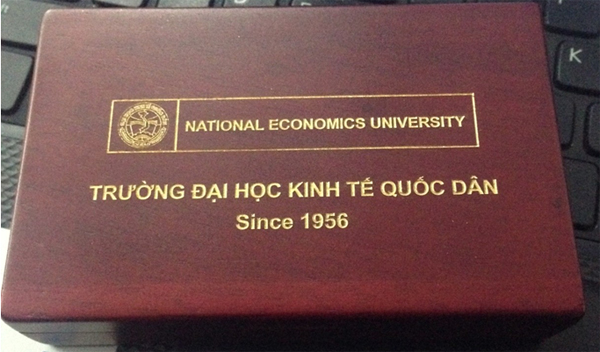 NATIONAL ECONOMICS UNIVERSITY
TRƯỜNG ĐẠI HỌC KINH TẾ QUỐC DÂN
Since 1956
K